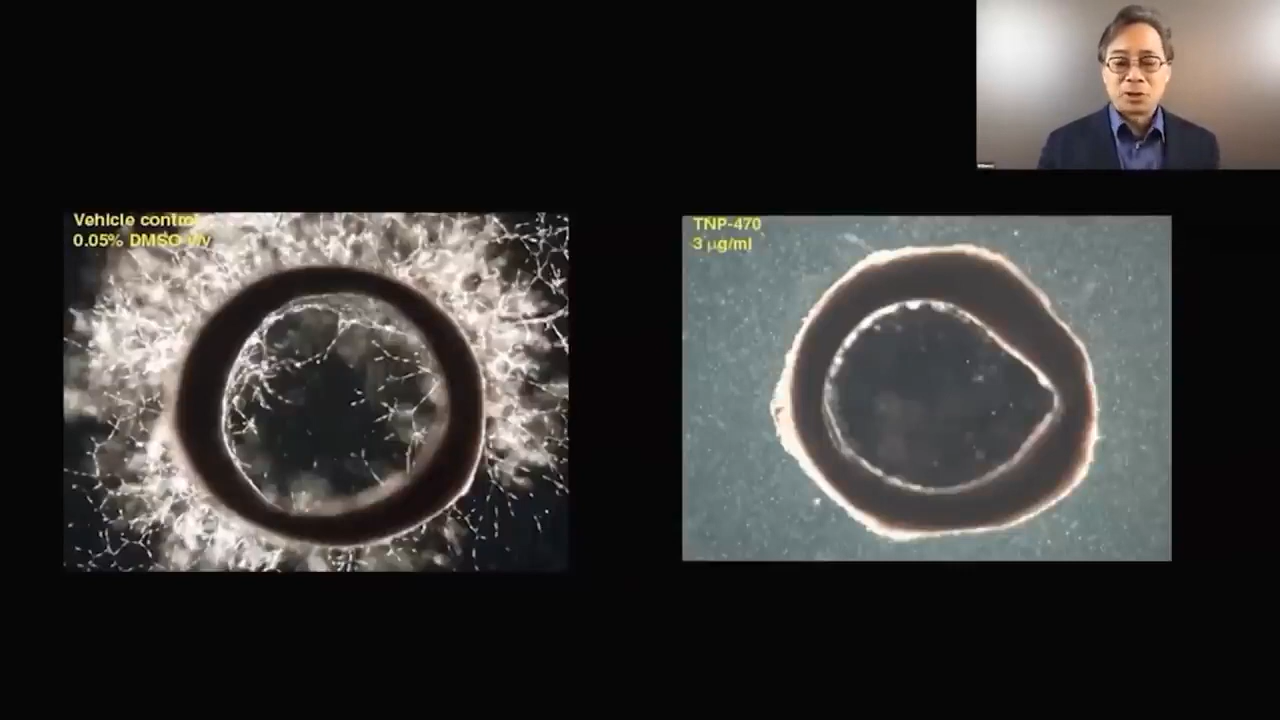 Vehicle control
0.05% DMSO v/v
TNP-470
3 µg/ml